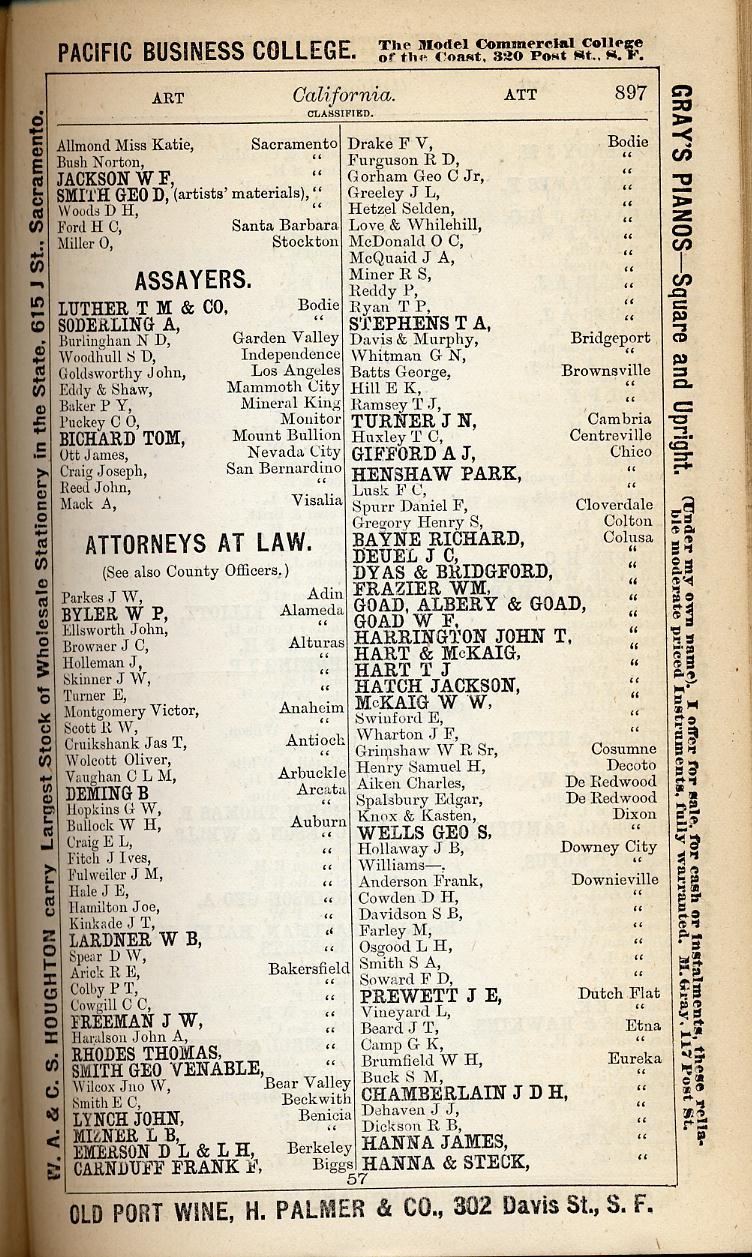 PACIFIC BUSINESS COLLEGE. The Model Commercial College
of the Coast, 320 Post St., S. F.
ART California. ATT 897
CLASSIFIED.
Allmond Miss Katie, Sacramento
Bush Norton, “
JACKSON W F, “
SMITH GEO D, (artists' materials), “
Woods D H, “
Ford H C, Santa Barbara
Miller O, Stockton
ASSAYERS.
LUTHER T M & CO, Bodie
SODERLING A, “
Burlinghan N D, Garden Valley
Woodhull S D, Independence
Goldsworthy John, Los Angeles
Eddy & Shaw, Mammoth City
Baker P Y, Mineral King
Puckey C O, Monitor
BICHARD TOM, Mount Bullion
Ott James, Nevada City
Craig Joseph, San Bernardino
Reed John, “
Mack A, Visalia
ATTORNEYS AT LAW.
(See also County Officers.)
Parkes J W, Adin
BYLER W P, Alameda
Ellsworth John, “
Browner J C, Alturas
Holleman J, “
Skinner J W, “
Turner E, “
Montgomery Victor, Anaheim
Scott R W, “
Cruikshank Jas T, Antioch
Wolcott Oliver, “
Vaughan C L M, Arbuckle
DEMING B Arcata
Hopkins G W, “
Bullock W H, Auburn
Craig E L, “
Fitch J Ives, “
Fulweiler J M, “
Hale J E, “
Hamilton Joe, “
Kinkade J T, “
LARDNER W B, “
Spear D W, “
Arick R E, Bakersfield
Colby P T, “
Cowgill C C, “
FREEMAN J W, “
Haralson John A, “
RHODES THOMAS, “
SMITH GEO VENABLE, “
Wilcox Jno W, Bear Valley
Smith E C, Beckwith
LYNCH JOHN, Benicia
MIZNER L B, “
EMERSON D L & L H, Berkeley
CARNDUFF FRANK F, Biggs
Drake F V, Bodie
Furguson R D, “
Gorham Geo C Jr, “
Greeley J L, “
Hetzel Selden, “
Love & Whilehill, “
McDonald O C, “
McQuaid J A, “
Miner R S, “
Reddy P, “
Ryan T P, “
STEPHENS T A, “
Davis & Murphy, Bridgeport
Whitman G N, “
Batts George, Brownsville
Hill E K, “
Ramsey T J, “
TURNER J N, Cambria
Huxley T C, Centreville
GIFFORD A J, Chico
HENSHAW PARK, “
Lusk F C, “
Spurr Daniel F, Cloverdale
Gregory Henry S, Colton
BAYNE RICHARD, Colusa
DEUEL J C, “
DYAS & BRIDGFORD, “
FRAZIER WM, “
GOAD, ALBERY & GOAD, “
GOAD W F, “
HARRINGTON JOHN T, “
HART & McKAIG, “
HART T J “
HATCH JACKSON, “
McKAIG W W, “
Swinford E, “
Wharton J F, “
Grimshaw W R Sr, Cosumne
Henry Samuel H, Decoto
Aiken Charles, De Redwood
Spalsbury Edgar, De Redwood
Knox & Kasten, Dixon
WELLS GEO S, “
Hollaway J B, Downey City
Williams—, “
Anderson Frank, Downieville
Cowden D H, “
Davidson S B, “
Farley M, “
Osgood L H, “
Smith S A, “
Soward F D, “
PREWETT J E, Dutch Flat
Vineyard L, “
Beard J T, Etna
Camp G K, “
Brumfield W H, Eureka
Buck S M, “
CHAMBERLAIN J D H, “
Dehaven J J, “
Dickson R B, “
HANNA JAMES, “
HANNA & STECK, “
57
OLD PORT WINE, H. PALMER & CO., 302 Davis St., S. F.
W. A. & C. S. HOUGHTON carry Largest Stock of Wholesale Stationery in the State, 615 J St., Sacramento.
GRAY'S PIANOS—Square and Upright. (Under my own name). I offer for sale, for cash or instalments, these relia-
ble moderate priced Instruments, fully warranted. M. Gray, 117 Post St.